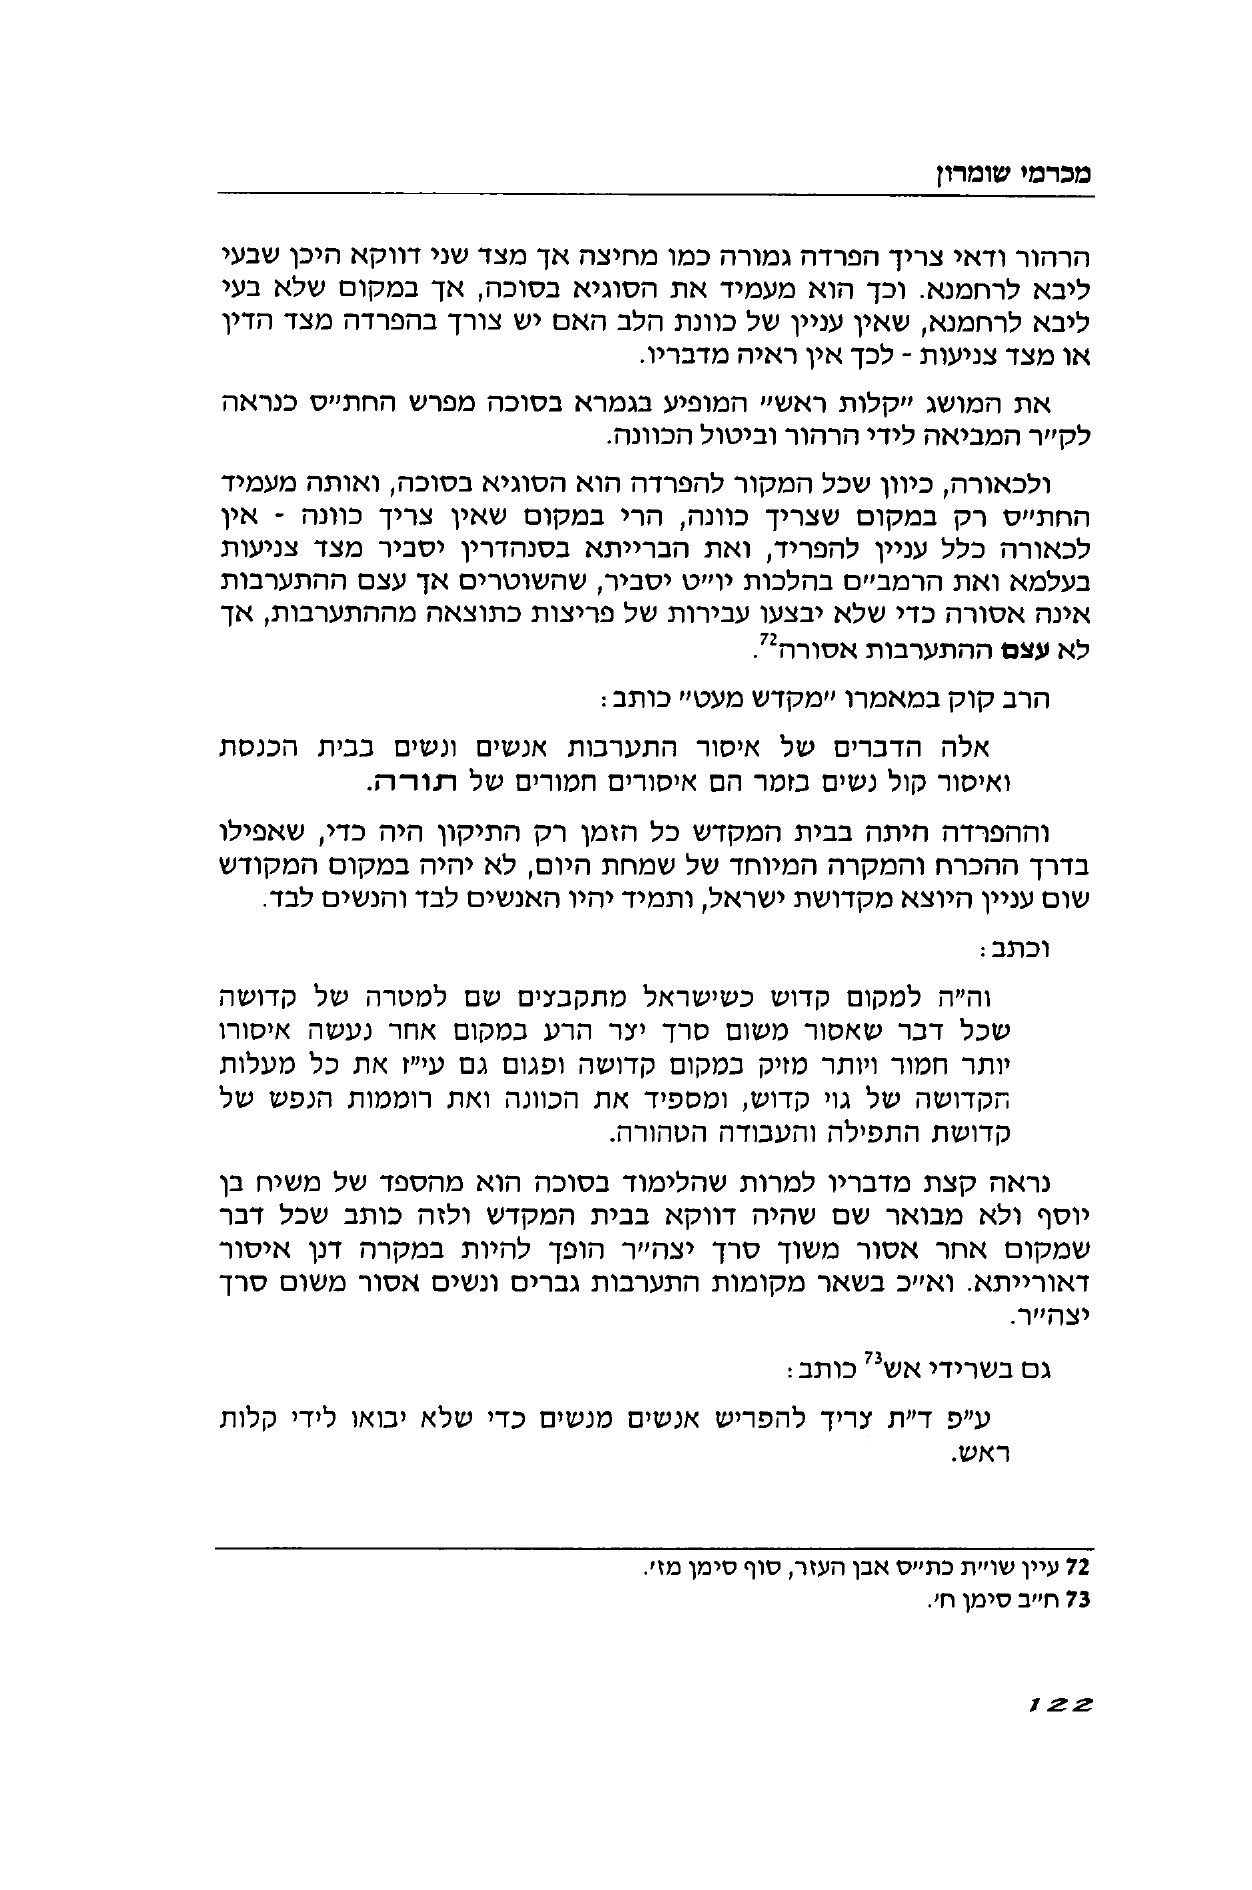 מכרמי שומרון
הרהור ודאי צריך הפרדה גמורה כמו מחיצה אך מצד שני דווקא היכן שבעי
ליבא לרחמנא. וכך הוא מעמיד את הסוגיא בסוכה, אך במקום שלא בעי
ליבא לרחמנא, שאין עניין של כוונת הלב האם יש צורך בהפרדה מצד הדין
או מצד צניעות - לכך אין ראיה מדבריו.
את המושג ״קלות ראש״ המופיע בגמרא בסוכה מפרש החת״ס כנראה
לק״ר המביאה לידי הרהור וביטול הכוונה.
ולכאורה, כיוון שכל המקור להפרדה הוא הסוגיא בסוכה, ואותה מעמיד
החת״ס רק במקום שצריך כוונה, הרי במקום שאין צריך כוונה - אין
לכאורה כלל עניין להפריד, ואת הברייתא בסנהדרין יסביר מצד צניעות
בעלמא ואת הרמב״ם בהלכות יו״ט יסביר, שהשוטרים אך עצם ההתערבות
אינה אסורה כדי שלא יבצעו עבירות של פריצות כתוצאה מההתערבות, אך
לא עצם ההתערבות אסורה72.
הרב קוק במאמרו ״מקדש מעט״ כותב:
אלה הדברים של איסור התערבות אנשים ונשים בבית הכנסת
ואיסור קול נשים בזמר הם איסורים חמורים של תורה.
וההפרדה חיתה בבית המקדש כל הזמן רק התיקון היה כדי, שאפילו
בדרך ההכרח והמקרה המיוחד של שמחת היום, לא יהיה במקום המקודש
שום עניין היוצא מקדושת ישראל, ותמיד יהיו האנשים לבד והנשים לבד.
וכתב:
וה״ה למקום קדוש כשישראל מתקבצים שם למטרה של קדושה
שכל דבר שאסור משום סרך יצר הרע במקום אחר נעשה איסורו
יותר חמור ויותר מזיק במקום קדושה ופגום גם עי״ז את כל מעלות
הקדושה של גוי קדוש, ומספיד את הכוונה ואת רוממות הנפש של
קדושת התפילה והעבודה הטהורה.
נראה קצת מדבריו למרות שהלימוד בסוכה הוא מהספד של משיח בן
יוסף ולא מבואר שם שהיה דווקא בבית המקדש ולזה כותב שכל דבר
שמקום אחר אסור משוך סרך יצה״ר הופך להיות במקרה דנן איסור
דאורייתא. וא״כ בשאר מקומות התערבות גברים ונשים אסור משום סרך
יצה״ר.
גם בשרידי אש73 כותב:
ע״פ ד״ת צריך להפריש אנשים מנשים כדי שלא יבואו לידי קלות
ראש.
72 עיין שו״ת כת״ס אבן העזר, סוף סימן מז׳.
73 ח״ב סימן ח׳.
122